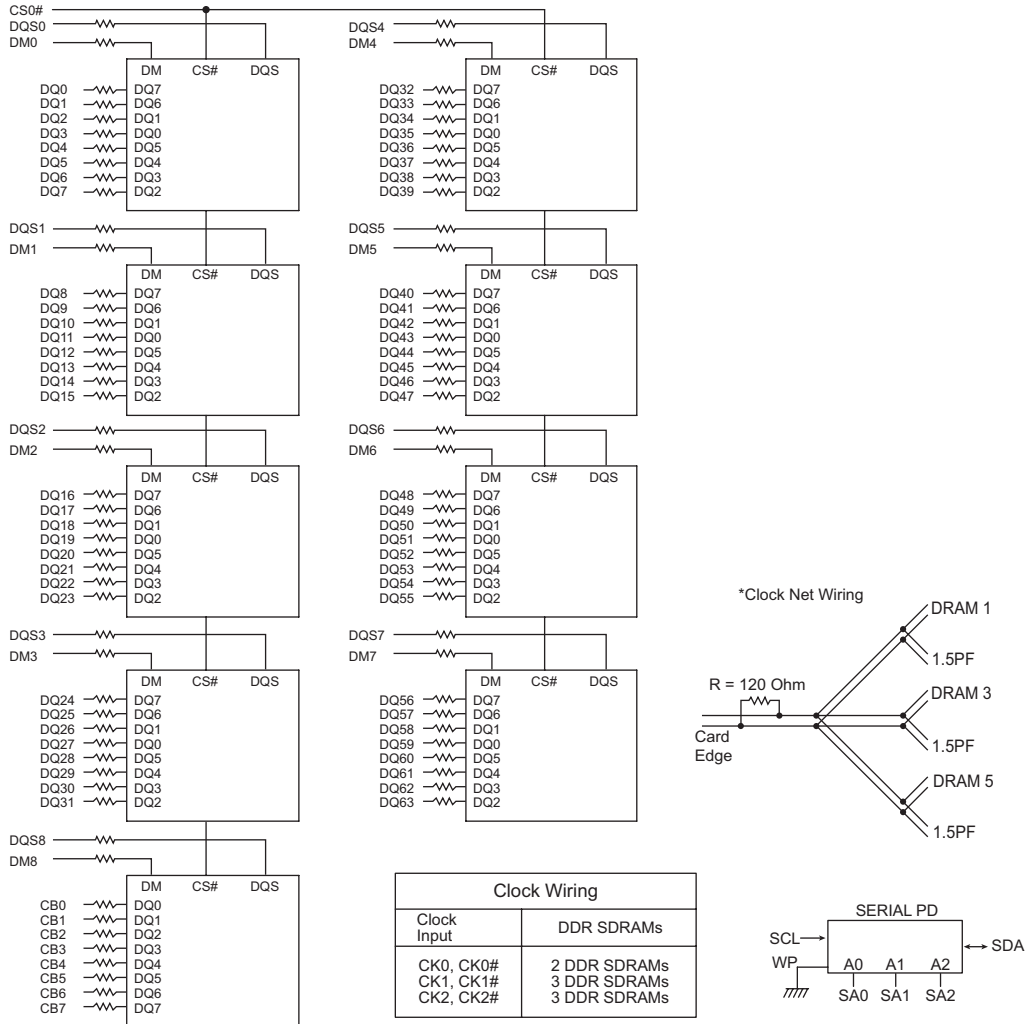 CS0#
DQS0
DM0
DM CS# DQS
DQ0 DQ7
DQ1 DQ6
DQ2 DQ1
DQ3 DQ0
DQ4 DQ5
DQ5 DQ4
DQ6 DQ3
DQ7 DQ2
DQS1
DM1
DM CS# DQS
DQ8 DQ7
DQ9 DQ6
DQ10 DQ1
DQ11 DQ0
DQ12 DQ5
DQ13 DQ4
DQ14 DQ3
DQ15 DQ2
DQS2
DM2
DM CS# DQS
DQ16 DQ7
DQ17 DQ6
DQ18 DQ1
DQ19 DQ0
DQ20 DQ5
DQ21 DQ4
DQ22 DQ3
DQ23 DQ2
DQS3
DM3
DM CS# DQS
DQ24 DQ7
DQ25 DQ6
DQ26 DQ1
DQ27 DQ0
DQ28 DQ5
DQ29 DQ4
DQ30 DQ3
DQ31 DQ2
DQS8
DM8
DM CS# DQS
CB0 DQ0
CB1 DQ1
CB2 DQ2
CB3 DQ3
CB4 DQ4
CB5 DQ5
CB6 DQ6
CB7 DQ7
DQS4
DM4
DM CS# DQS
DQ32 DQ7
DQ33 DQ6
DQ34 DQ1
DQ35 DQ0
DQ36 DQ5
DQ37 DQ4
DQ38 DQ3
DQ39 DQ2
DQS5
DM5
DM CS# DQS
DQ40 DQ7
DQ41 DQ6
DQ42 DQ1
DQ43 DQ0
DQ44 DQ5
DQ45 DQ4
DQ46 DQ3
DQ47 DQ2
DQS6
DM6
DM CS# DQS
DQ48 DQ7
DQ49 DQ6
DQ50 DQ1
DQ51 DQ0
DQ52 DQ5
DQ53 DQ4
DQ54 DQ3
DQ55 DQ2
DQS7
DM7
DM CS# DQS
DQ56 DQ7
DQ57 DQ6
DQ58 DQ1
DQ59 DQ0
DQ60 DQ5
DQ61 DQ4
DQ62 DQ3
DQ63 DQ2
Clock Wiring
Clock
Input
DDR SDRAMs
CK0, CK0# 2 DDR SDRAMs
CK1, CK1# 3 DDR SDRAMs
CK2, CK2# 3 DDR SDRAMs
*Clock Net Wiring
DRAM 1
1.5PF
R = 120 Ohm
DRAM 3
Card
Edge
1.5PF
DRAM 5
1.5PF
SERIAL PD
SCL
SDA
WP
A0 A1 A2
SA0 SA1 SA2